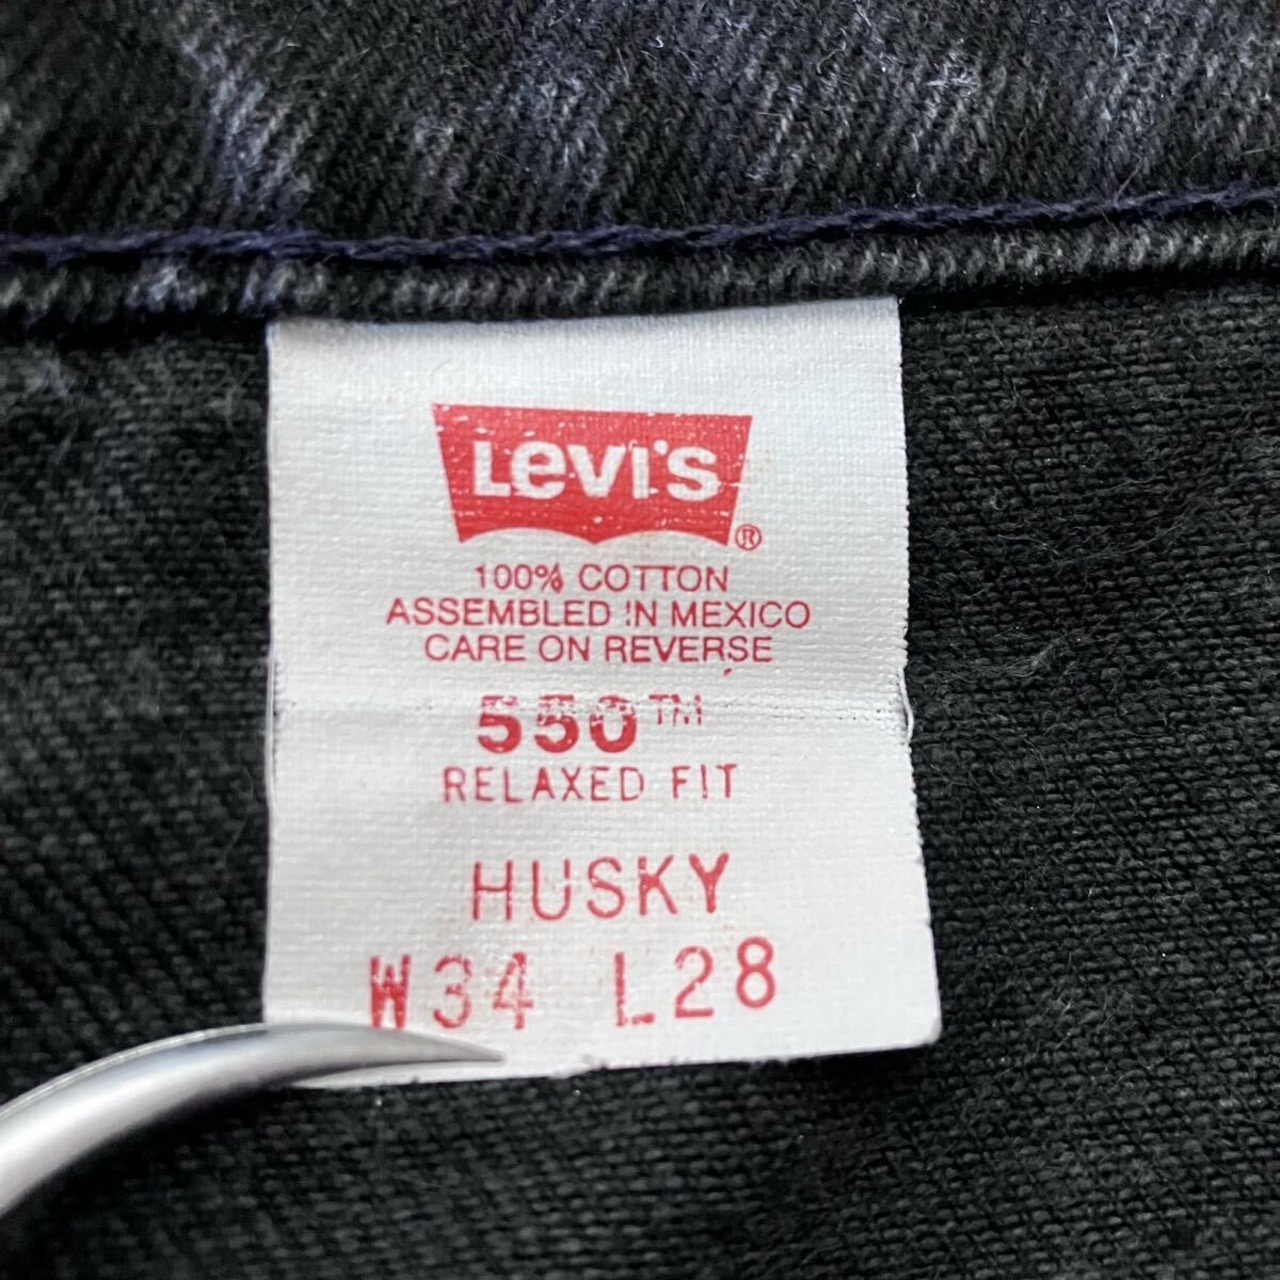 Levi's®
100% COTTON
ASSEMBLED IN MEXICO
CARE ON REVERSE
550™
RELAXED FIT
HUSKY
W34 L28